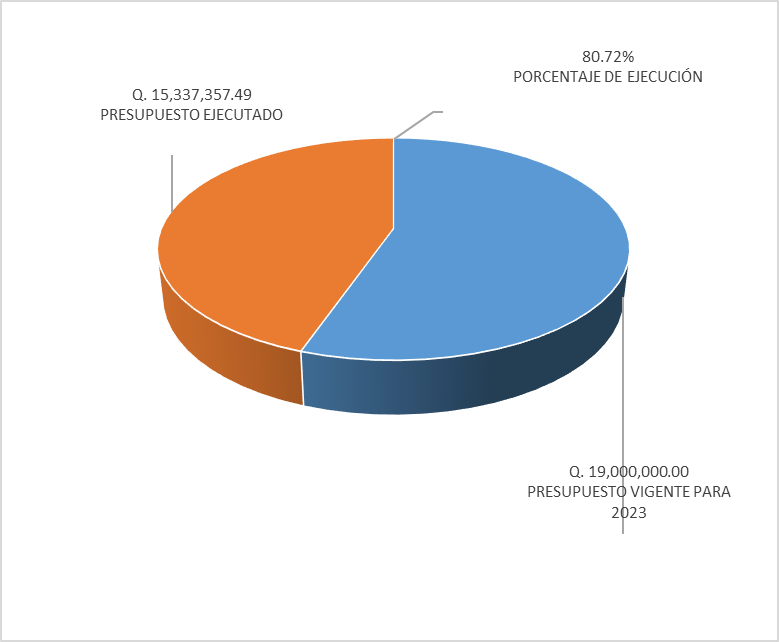 80.72%
PORCENTAJE DE EJECUCIÓN
Q. 15,337,357.49
PRESUPUESTO EJECUTADO
Q. 19,000,000.00
PRESUPUESTO VIGENTE PARA
2023